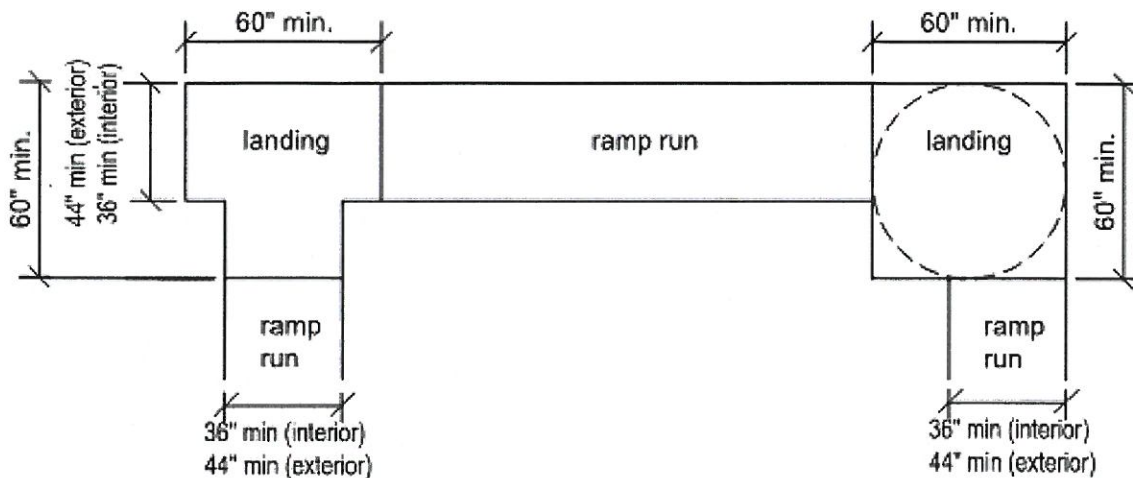 60" min.
60" min.
60" min.
44" min (exterior)
36" min (interior)
landing
ramp run
landing
60" min.
ramp
run
ramp
run
36" min (interior)
44" min (exterior)
36" min (interior)
44" min (exterior)